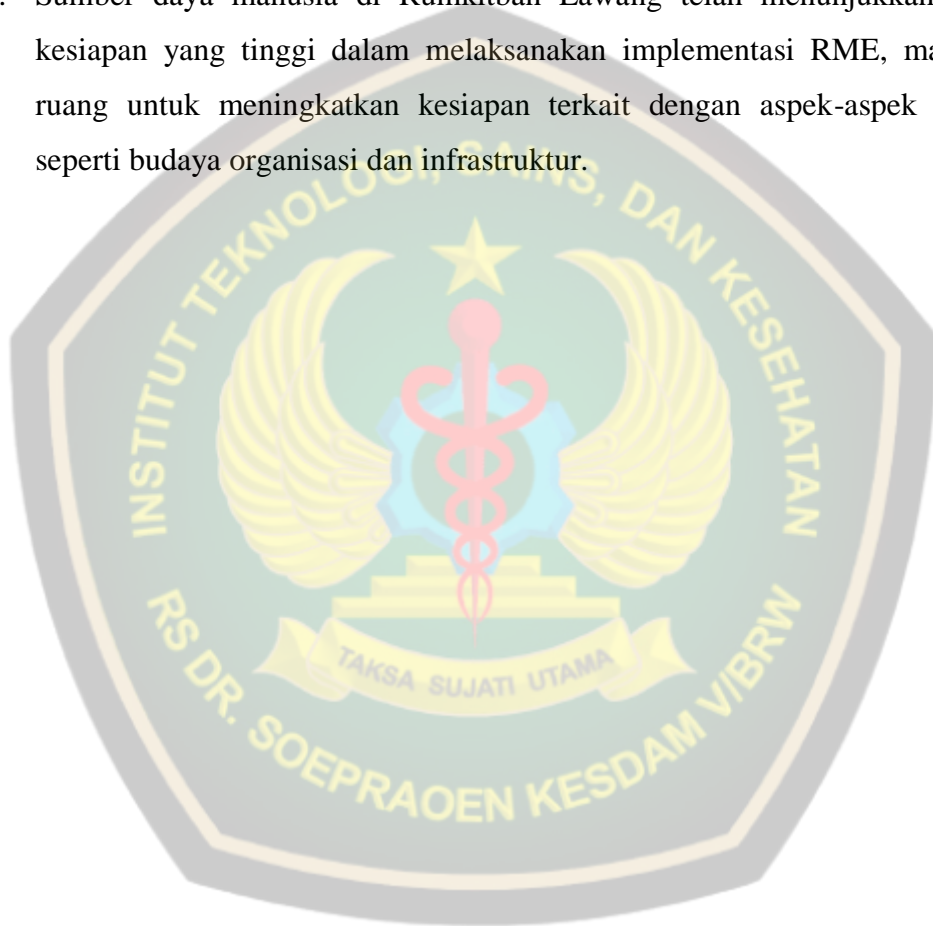 . Sumber daya manusia di Rumkitban Lawang telah menunjukkan
kesiapan yang tinggi dalam melaksanakan implementasi RME, ma
ruang untuk meningkatkan kesiapan terkait dengan aspek-aspek
seperti budaya organisasi dan infrastruktur.
INSTITUT TEKNOLOGI, SAINS, DAN KESEHATAN
TAKSA SUJATI UTAMA
RS DR. SOEPRAOEN KESDAM V/BRW